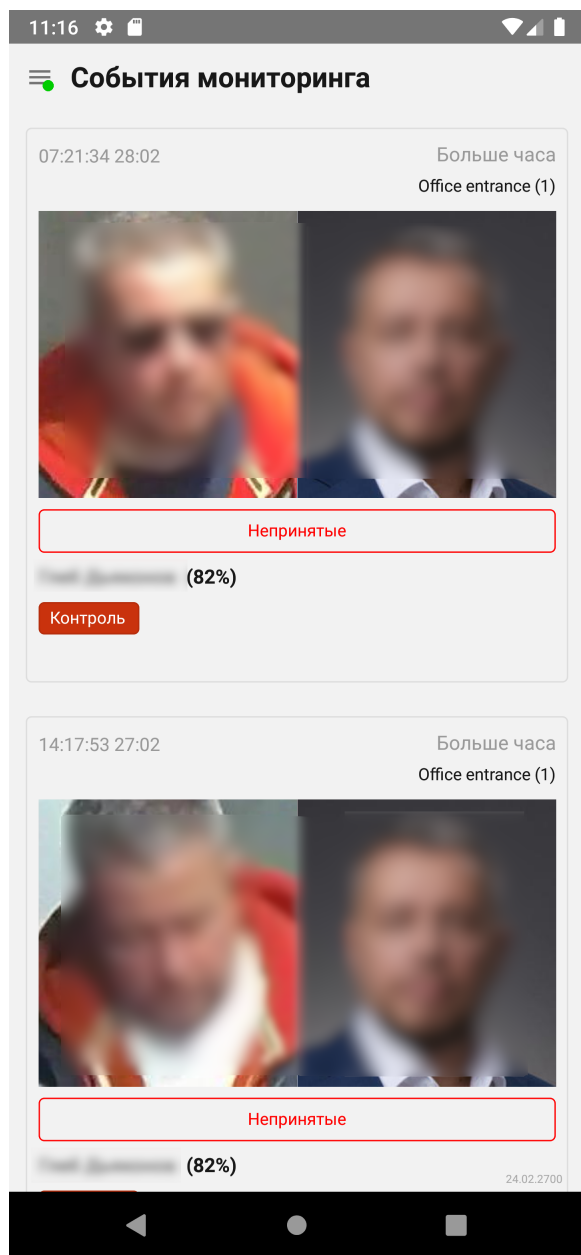 11:16
События мониторинга
07:21:34 28:02
Больше часа
Office entrance (1)
Непринятые
(82%)
Контроль
14:17:53 27:02
Больше часа
Office entrance (1)
Непринятые
(82%)
24.02.2700